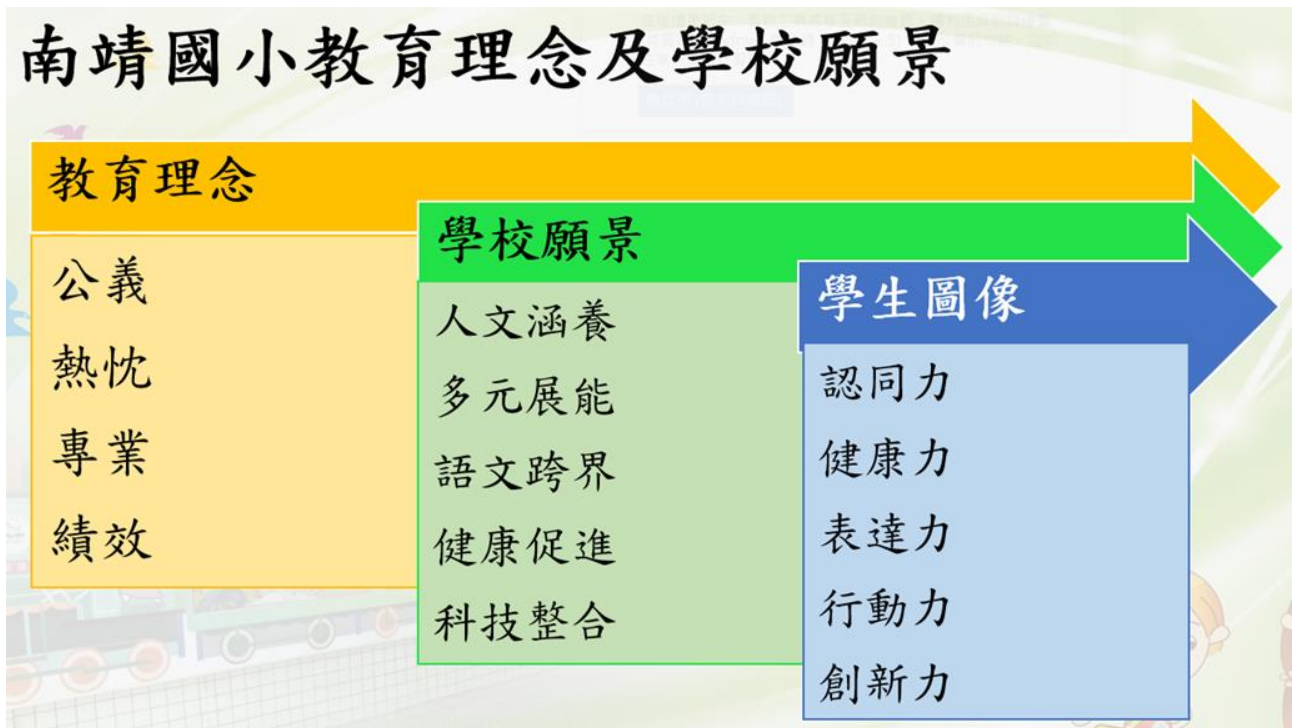 南靖國小教育理念及學校願景
教育理念
公義
熱忱
專業
績效
學校願景
人文涵養
多元展能
語文跨界
健康促進
科技整合
學生圖像
認同力
健康力
表達力
行動力
創新力